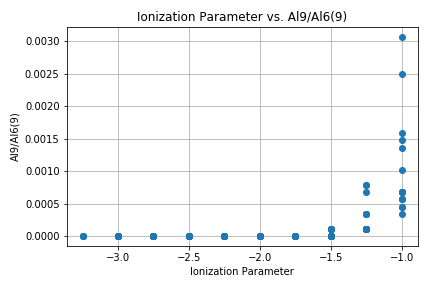 Ionization Parameter vs. Al9/Al6(9)
0.0030
0.0025
0.0020
0.0015
0.0010
0.0005
0.0000
Al9/Al6(9)
−3.0 −2.5 −2.0 −1.5 −1.0
Ionization Parameter